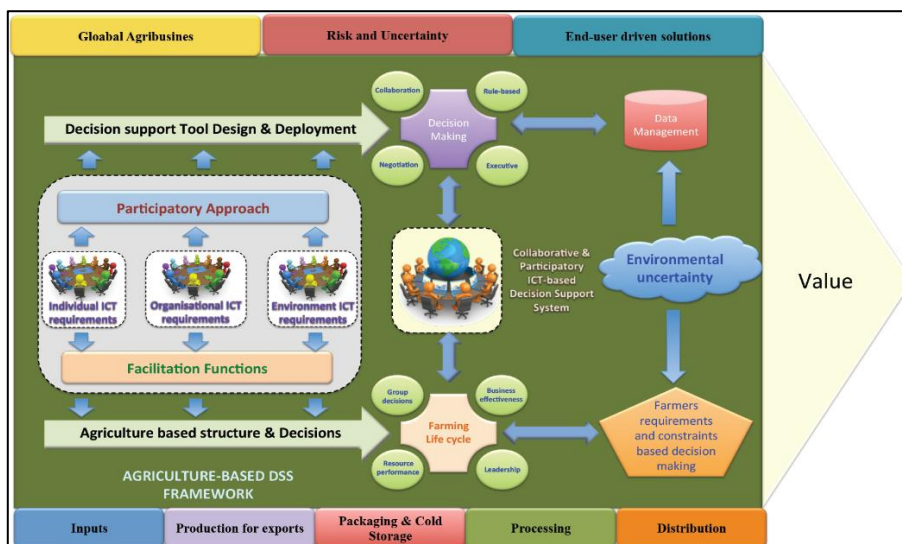 Gloabal Agribusines
Risk and Uncertainty
End-user driven solutions
Collaboration
Rule-based
Decision support Tool Design & Deployment
Decision
Making
Data
Management
Negotiation
Executive
Participatory Approach
Individual ICT
requirements
Organisational ICT
requirements
Environment ICT
requirements
Collaborative &
Participatory
ICT-based
Decision Support
System
Environmental
uncertainty
Value
Facilitation Functions
Group
decisions
Business
effectiveness
Agriculture based structure & Decisions
Farming
Life cycle
Farmers
requirements
and constraints
based decision
making
Resource
performance
Leadership
AGRICULTURE-BASED DSS
FRAMEWORK
Inputs
Production for exports
Packaging & Cold
Storage
Processing
Distribution